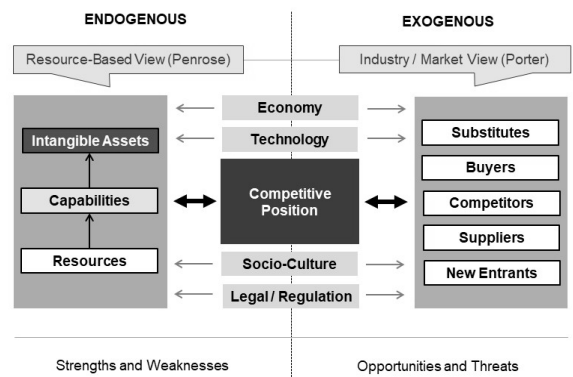 ENDOGENOUS
EXOGENOUS
Resource-Based View (Penrose)
Industry / Market View (Porter)
Economy
Technology
Competitive
Position
Socio-Culture
Legal / Regulation
Intangible Assets
Capabilities
Resources
Substitutes
Buyers
Competitors
Suppliers
New Entrants
Strengths and Weaknesses
Opportunities and Threats